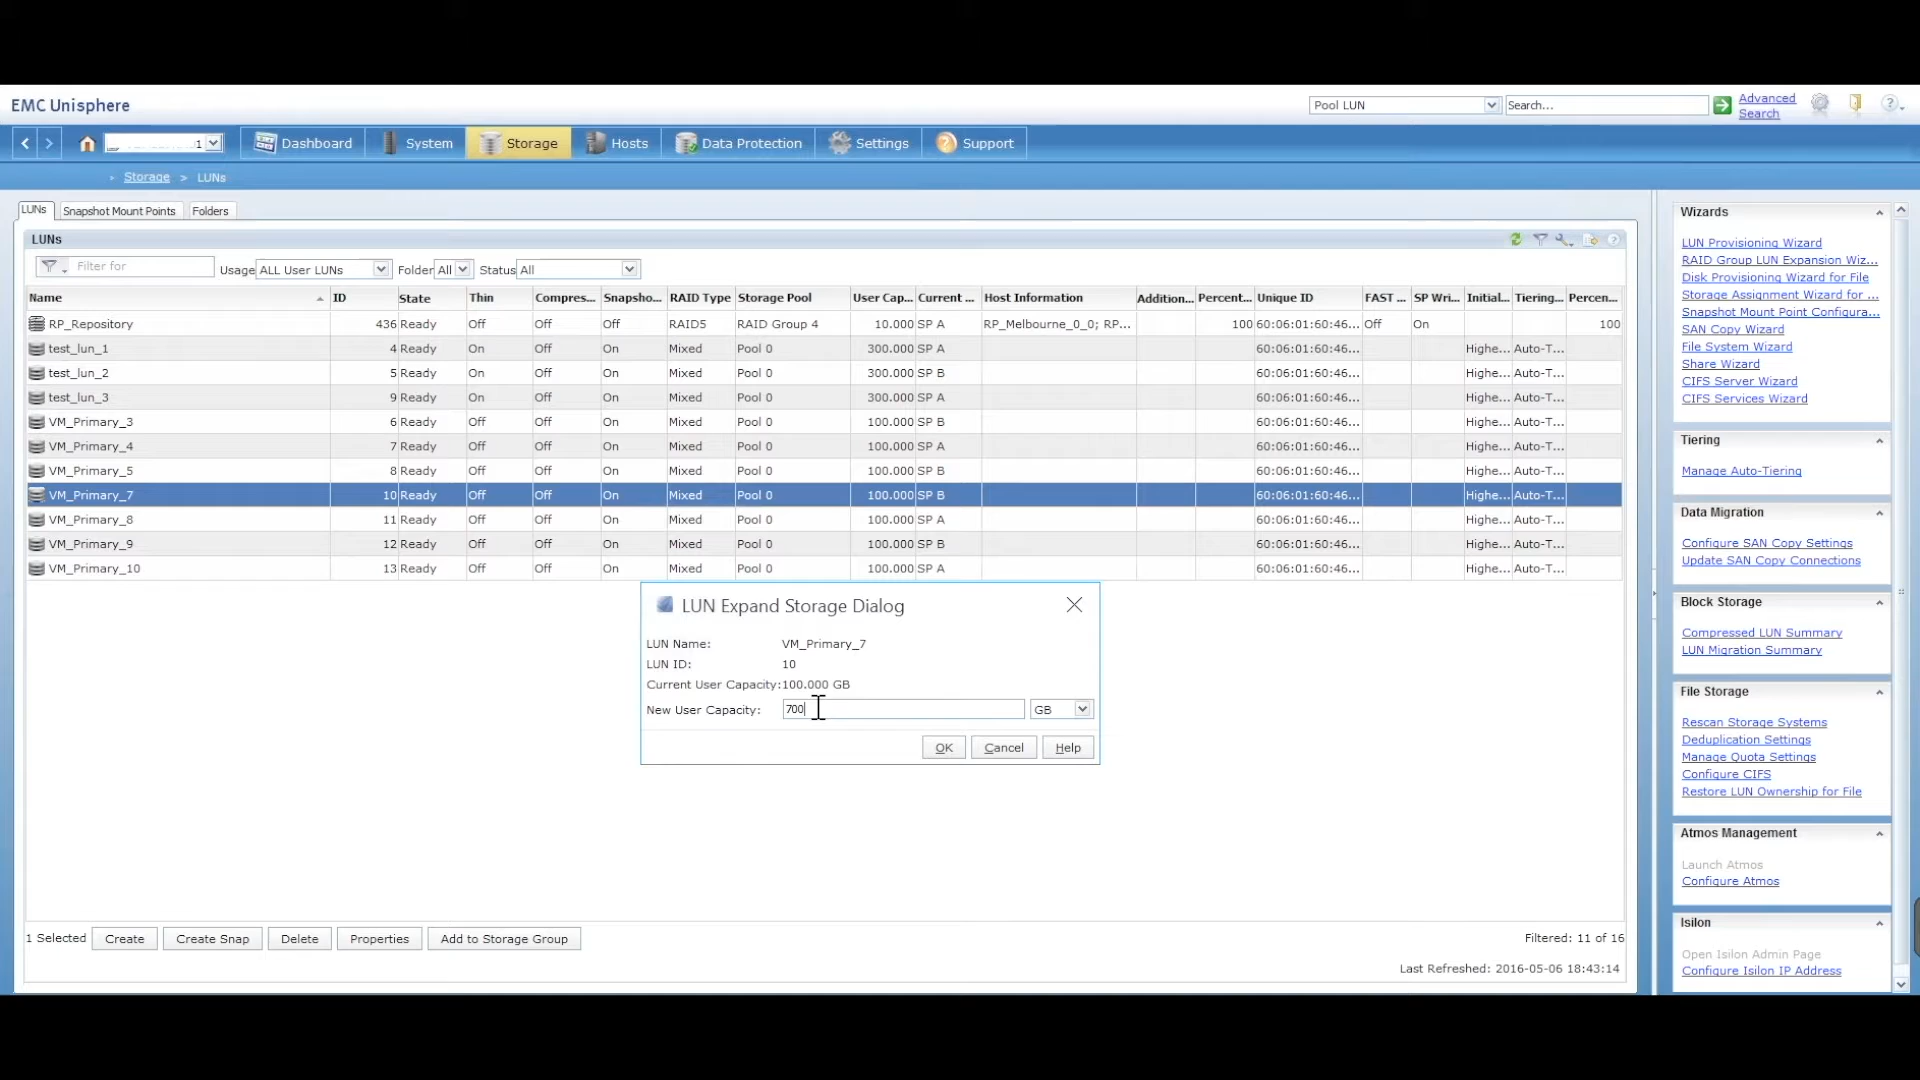 EMC Unisphere
Pool LUN
Search...
Advanced Search
1
Dashboard
System
Storage
Hosts
Data Protection
Settings
Support
Storage > LUNs
LUNs
Snapshot Mount Points
Folders
LUNs
Filter for
Usage ALL User LUNs
Folder All
Status All
Name ID State Thin Compres... Snapsho... RAID Type Storage Pool User Cap... Current ... Host Information Addition... Percent... Unique ID FAST ... SP Wri... Initial... Tiering... Percen...
RP_Repository 436 Ready Off Off Off RAID5 RAID Group 4 10.000 SP A RP_Melbourne_0_0; RP... 100 60:06:01:60:46... Off On 100
test_lun_1 4 Ready On Off On Mixed Pool 0 300.000 SP A 60:06:01:60:46... Highe... Auto-T...
test_lun_2 5 Ready On Off On Mixed Pool 0 300.000 SP B 60:06:01:60:46... Highe... Auto-T...
test_lun_3 9 Ready On Off On Mixed Pool 0 300.000 SP A 60:06:01:60:46... Highe... Auto-T...
VM_Primary_3 6 Ready Off Off On Mixed Pool 0 100.000 SP B 60:06:01:60:46... Highe... Auto-T...
VM_Primary_4 7 Ready Off Off On Mixed Pool 0 100.000 SP A 60:06:01:60:46... Highe... Auto-T...
VM_Primary_5 8 Ready Off Off On Mixed Pool 0 100.000 SP B 60:06:01:60:46... Highe... Auto-T...
VM_Primary_7 10 Ready Off Off On Mixed Pool 0 100.000 SP B 60:06:01:60:46... Highe... Auto-T...
VM_Primary_8 11 Ready Off Off On Mixed Pool 0 100.000 SP A 60:06:01:60:46... Highe... Auto-T...
VM_Primary_9 12 Ready Off Off On Mixed Pool 0 100.000 SP B 60:06:01:60:46... Highe... Auto-T...
VM_Primary_10 13 Ready Off Off On Mixed Pool 0 100.000 SP A 60:06:01:60:46... Highe... Auto-T...
LUN Expand Storage Dialog
LUN Name: VM_Primary_7
LUN ID: 10
Current User Capacity: 100.000 GB
New User Capacity: 700 GB
OK
Cancel
Help
1 Selected
Create
Create Snap
Delete
Properties
Add to Storage Group
Filtered: 11 of 16
Last Refreshed: 2016-05-06 18:43:14
Wizards
LUN Provisioning Wizard
RAID Group LUN Expansion Wiz...
Disk Provisioning Wizard for File
Storage Assignment Wizard for ...
Snapshot Mount Point Configura...
SAN Copy Wizard
File System Wizard
Share Wizard
CIFS Server Wizard
CIFS Services Wizard
Tiering
Manage Auto-Tiering
Data Migration
Configure SAN Copy Settings
Update SAN Copy Connections
Block Storage
Compressed LUN Summary
LUN Migration Summary
File Storage
Rescan Storage Systems
Deduplication Settings
Manage Quota Settings
Configure CIFS
Restore LUN Ownership for File
Atmos Management
Launch Atmos
Configure Atmos
Isilon
Open Isilon Admin Page
Configure Isilon IP Address